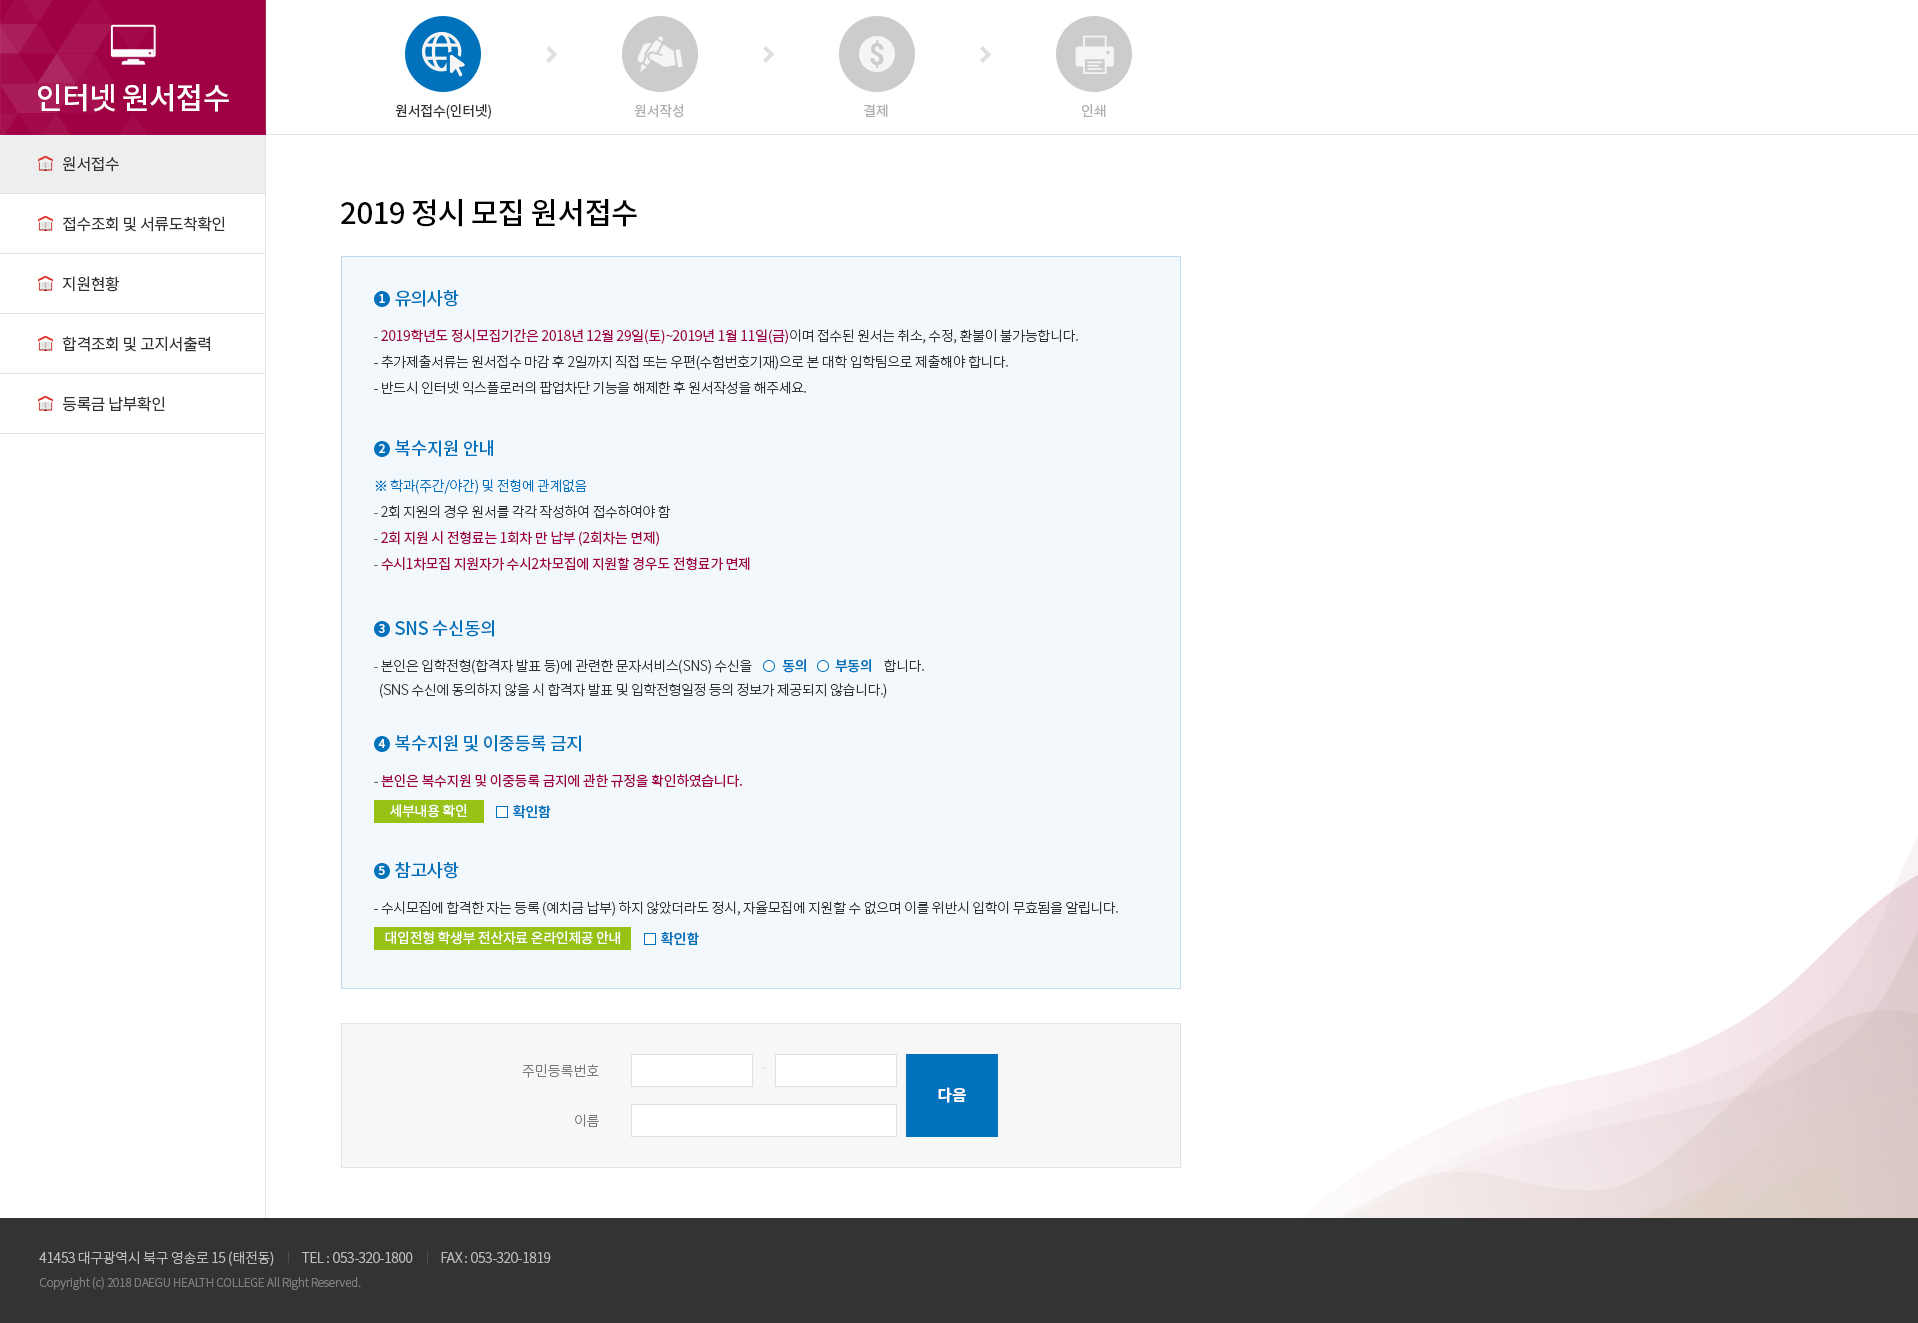 인터넷 원서접수
원서접수(인터넷)
원서작성
결제
인쇄
원서접수
접수조회 및 서류도착확인
지원현황
합격조회 및 고지서출력
등록금 납부확인
2019 정시 모집 원서접수
1 유의사항
- 2019학년도 정시모집기간은 2018년 12월 29일(토)~2019년 1월 11일(금)이며 접수된 원서는 취소, 수정, 환불이 불가능합니다.
- 추가제출서류는 원서접수 마감 후 2일까지 직접 또는 우편(수험번호기재)으로 본 대학 입학팀으로 제출해야 합니다.
- 반드시 인터넷 익스플로러의 팝업차단 기능을 해제한 후 원서작성을 해주세요.
2 복수지원 안내
※ 학과(주간/야간) 및 전형에 관계없음
- 2회 지원의 경우 원서를 각각 작성하여 접수하여야 함
- 2회 지원 시 전형료는 1회차 만 납부 (2회차는 면제)
- 수시1차모집 지원자가 수시2차모집에 지원할 경우도 전형료가 면제
3 SNS 수신동의
- 본인은 입학전형(합격자 발표 등)에 관련한 문자서비스(SNS) 수신을 ○ 동의 ○ 부동의 합니다.
(SNS 수신에 동의하지 않을 시 합격자 발표 및 입학전형일정 등의 정보가 제공되지 않습니다.)
4 복수지원 및 이중등록 금지
- 본인은 복수지원 및 이중등록 금지에 관한 규정을 확인하였습니다.
세부내용 확인 □ 확인함
5 참고사항
- 수시모집에 합격한 자는 등록 (예치금 납부) 하지 않았더라도 정시, 자율모집에 지원할 수 없으며 이를 위반시 입학이 무효됨을 알립니다.
대입전형 학생부 전산자료 온라인제공 안내 □ 확인함
주민등록번호 -
이름
다음
41453 대구광역시 북구 영송로 15 (태전동) | TEL : 053-320-1800 | FAX : 053-320-1819
Copyright (c) 2018 DAEGU HEALTH COLLEGE All Right Reserved.